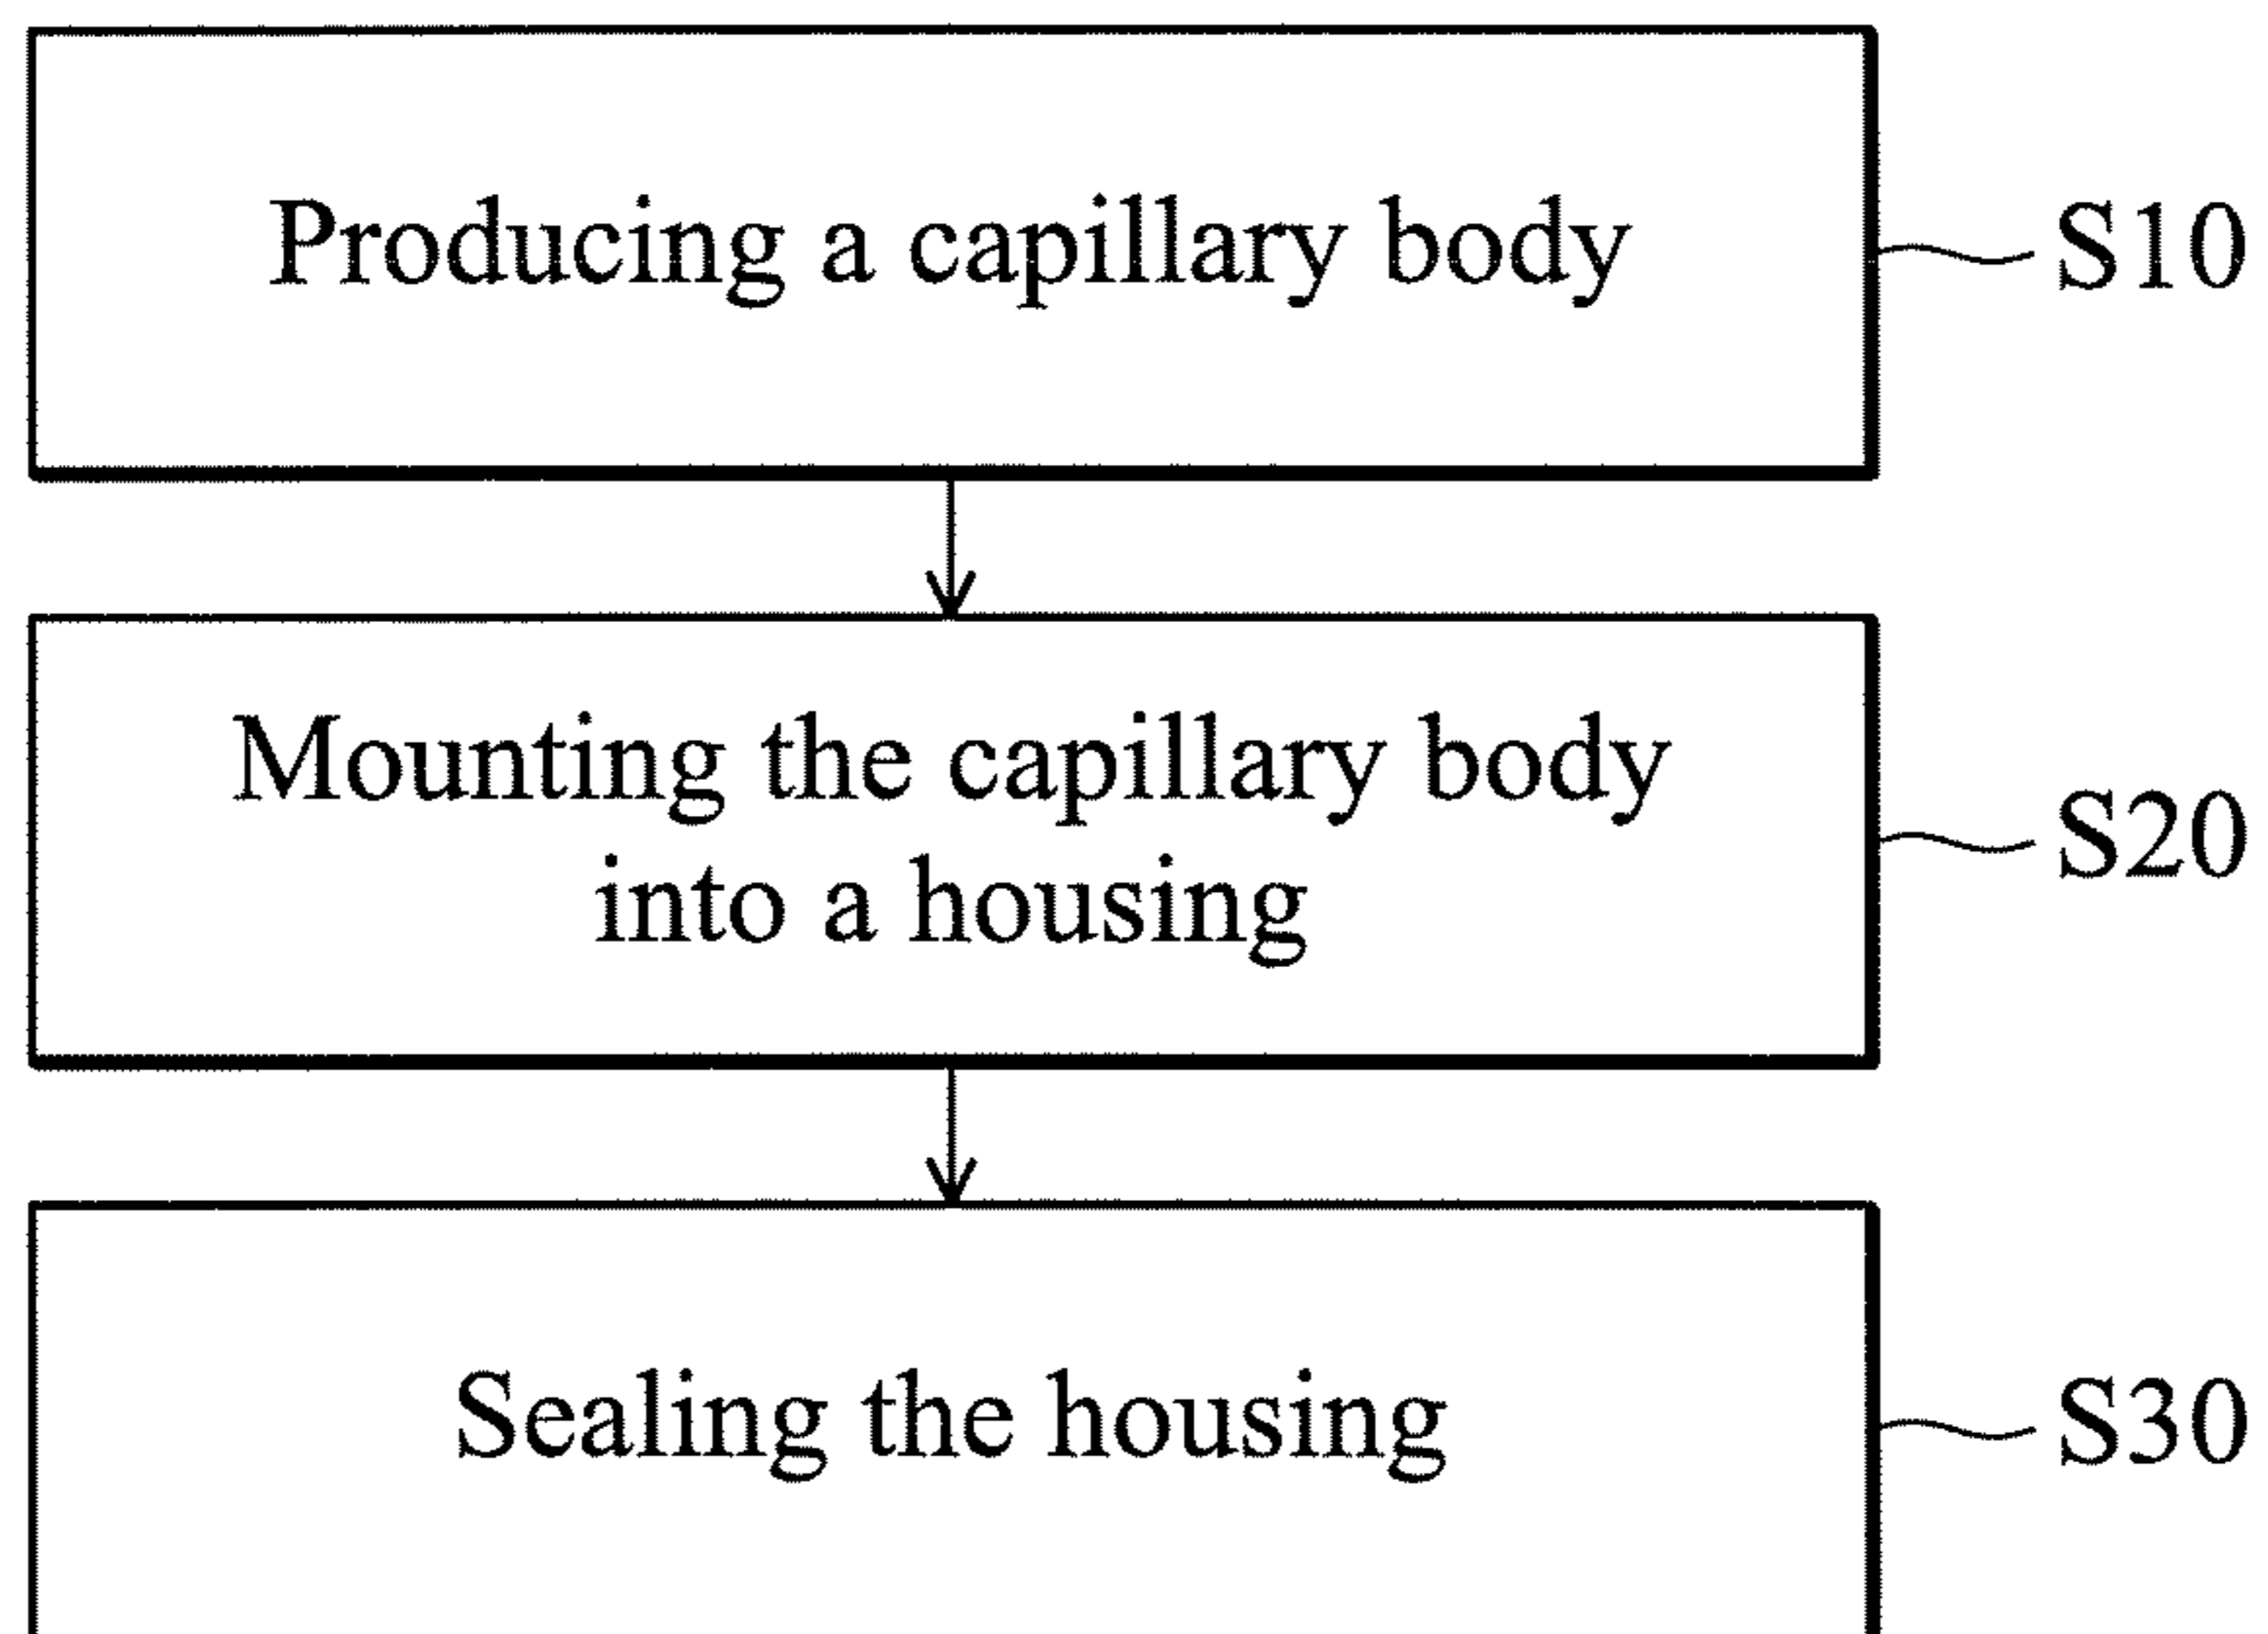 Producing a capillary body
S10
Mounting the capillary body
into a housing
S20
Sealing the housing
S30